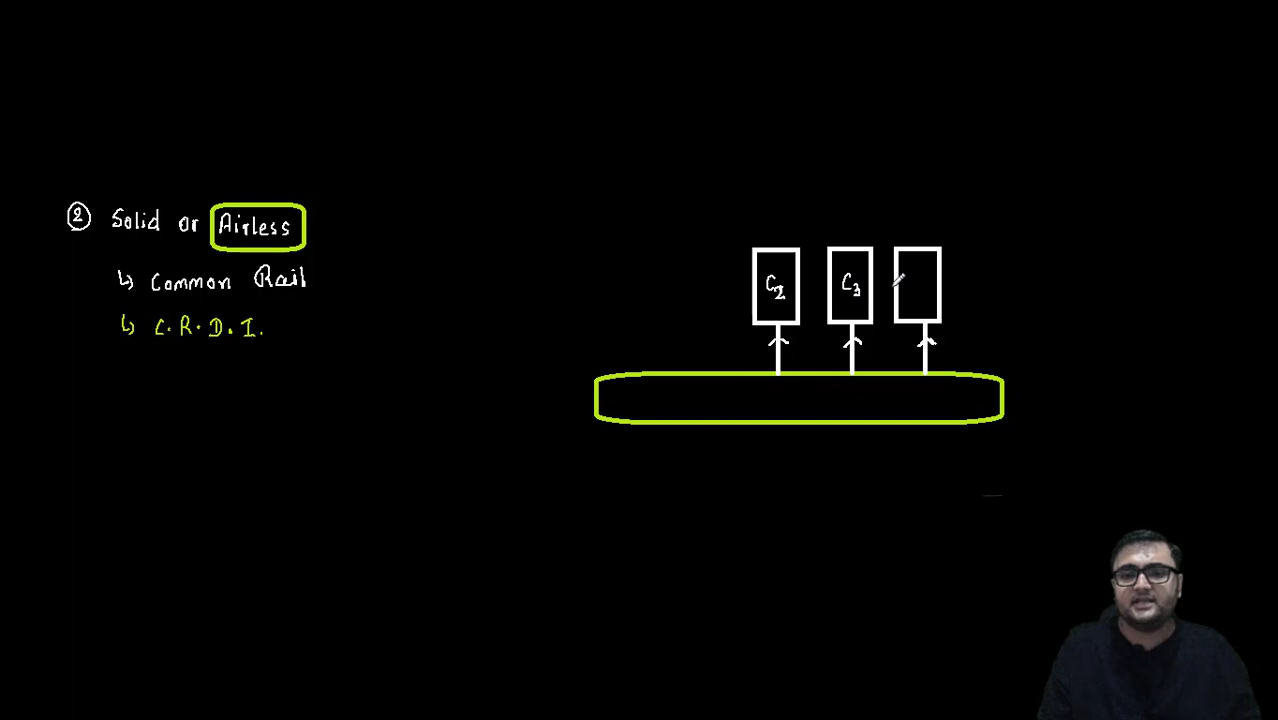 ② Solid or Airless
↳ Common Rail
↳ C.R.D.I.
C2 C3